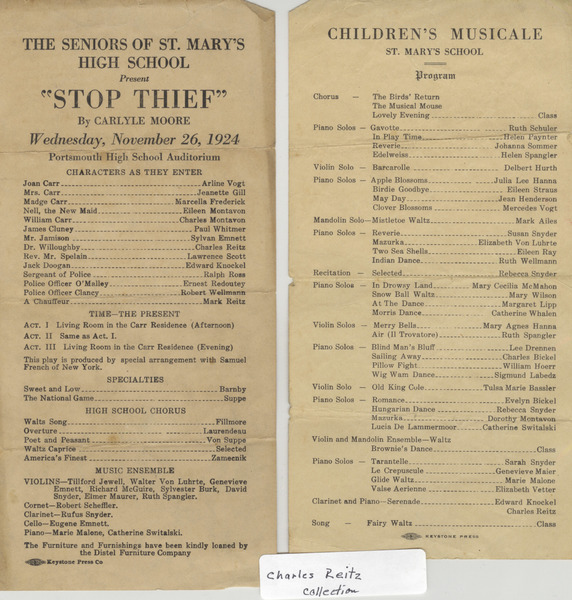 THE SENIORS OF ST. MARY'S
HIGH SCHOOL
Present
"STOP THIEF"
By CARLYLE MOORE
Wednesday, November 26, 1924
Portsmouth High School Auditorium
CHARACTERS AS THEY ENTER
Joan Carr Arline Vogt
Mrs. Carr Jeanette Gill
Madge Carr Marcella Frederick
Nell, the New Maid Eileen Montavon
William Carr Charles Montavon
James Cluney Paul Whitmer
Mr. Jamison Sylvan Emnett
Dr. Willoughby Charles Reitz
Rev. Mr. Spelain Lawrence Scott
Jack Doogan Edward Knockel
Sergeant of Police Ralph Ross
Police Officer O'Malley Ernest Redoutey
Police Officer Clancy Robert Wellmann
A Chauffeur Mark Reitz
TIME—THE PRESENT
ACT. I Living Room in the Carr Residence (Afternoon)
ACT. II Same as Act. I.
ACT. III Living Room in the Carr Residence (Evening)
This play is produced by special arrangement with Samuel
French of New York.
SPECIALTIES
Sweet and Low Barnby
The National Game Suppe
HIGH SCHOOL CHORUS
Waltz Song Fillmore
Overture Laurendeau
Poet and Peasant Von Suppe
Waltz Caprice Selected
America's Finest Zamecnik
MUSIC ENSEMBLE
VIOLINS—Tillford Jewell, Walter Von Luhrte, Genevieve
Emnett, Richard McGuire, Sylvester Burk, David
Snyder, Elmer Maurer, Ruth Spangler.
Cornet—Robert Scheffler.
Clarinet—Rufus Snyder.
Cello—Eugene Emnett.
Piano—Marie Malone, Catherine Switalski.
The Furniture and Furnishings have been kindly loaned by
the Distel Furniture Company
Keystone Press Co
CHILDREN'S MUSICALE
ST. MARY'S SCHOOL
Program
Chorus — The Birds' Return
The Musical Mouse
Lovely Evening Class
Piano Solos — Gavotte Ruth Schuler
In Play Time Helen Paynter
Reverie Johanna Sommer
Edelweiss Helen Spangler
Violin Solo — Barcarolle Delbert Hurth
Piano Solos — Apple Blossoms Julia Lee Hanna
Birdie Goodbye Eileen Straus
May Day Jean Henderson
Clover Blossoms Mercedes Vogt
Mandolin Solo—Mistletoe Waltz Mark Ailes
Piano Solos — Reverie Susan Snyder
Mazurka Elizabeth Von Luhrte
Two Sea Shells Eileen Ray
Indian Dance Ruth Wellmann
Recitation — Selected Rebecca Snyder
Piano Solos — In Drowsy Land Mary Cecilia McMahon
Snow Ball Waltz Mary Wilson
At The Dance Margaret Lipp
Morris Dance Catherine Whalen
Violin Solos — Merry Bells Mary Agnes Hanna
Air (Il Trovatore) Ruth Spangler
Piano Solos — Blind Man's Bluff Lee Drennen
Sailing Away Charles Bickel
Pillow Fight William Hoerr
Wig Wam Dance Sigmund Labeda
Violin Solo — Old King Cole Tulsa Marie Bassler
Piano Solos — Romance Evelyn Bickel
Hungarian Dance Rebecca Snyder
Mazurka Dorothy Montavon
Lucia De Lammermoor Catherine Switalski
Violin and Mandolin Ensemble—Waltz
Brownie's Dance Class
Piano Solos — Tarantelle Sarah Snyder
Le Crepuscule Genevieve Maier
Glide Waltz Marie Malone
Valse Aerienne Elizabeth Vetter
Clarinet and Piano—Serenade Edward Knockel
Charles Reitz
Song — Fairy Waltz Class
KEYSTONE PRESS
Charles Reitz
collection